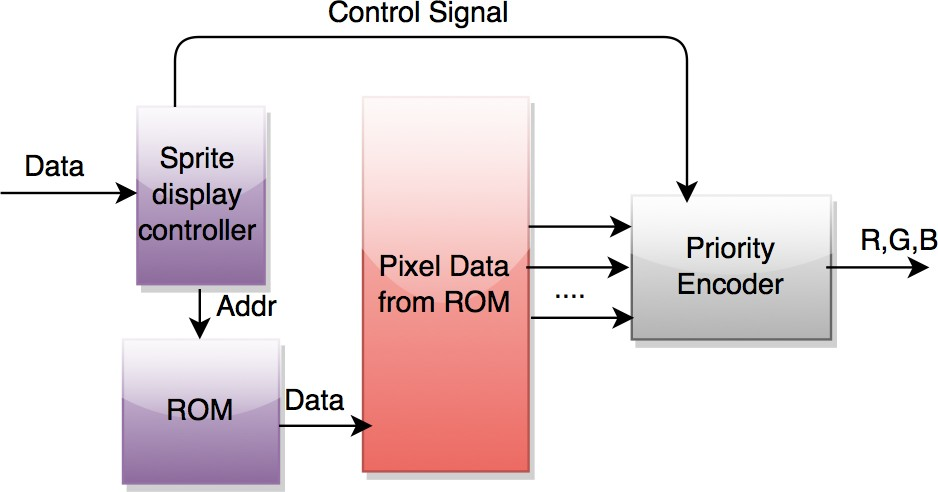 Control Signal
Data
Sprite
display
controller
Addr
ROM
Data
Pixel Data
from ROM
....
Priority
Encoder
R,G,B